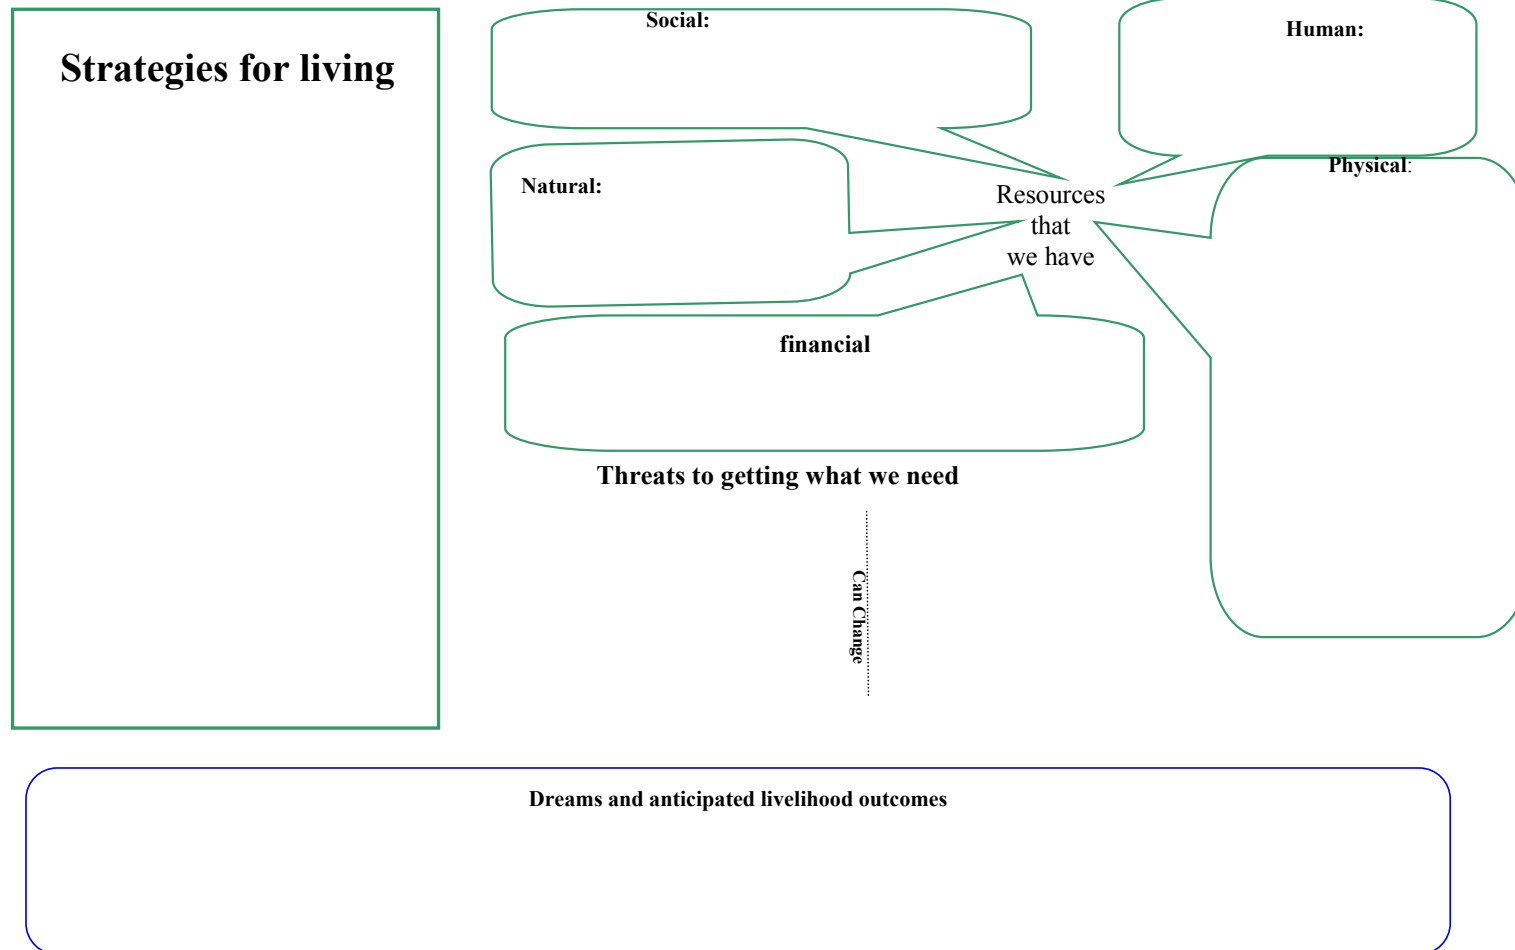 Strategies for living
Social:
Human:
Natural:
Physical:
Resources
that
we have
financial
Threats to getting what we need
Can Change
Dreams and anticipated livelihood outcomes